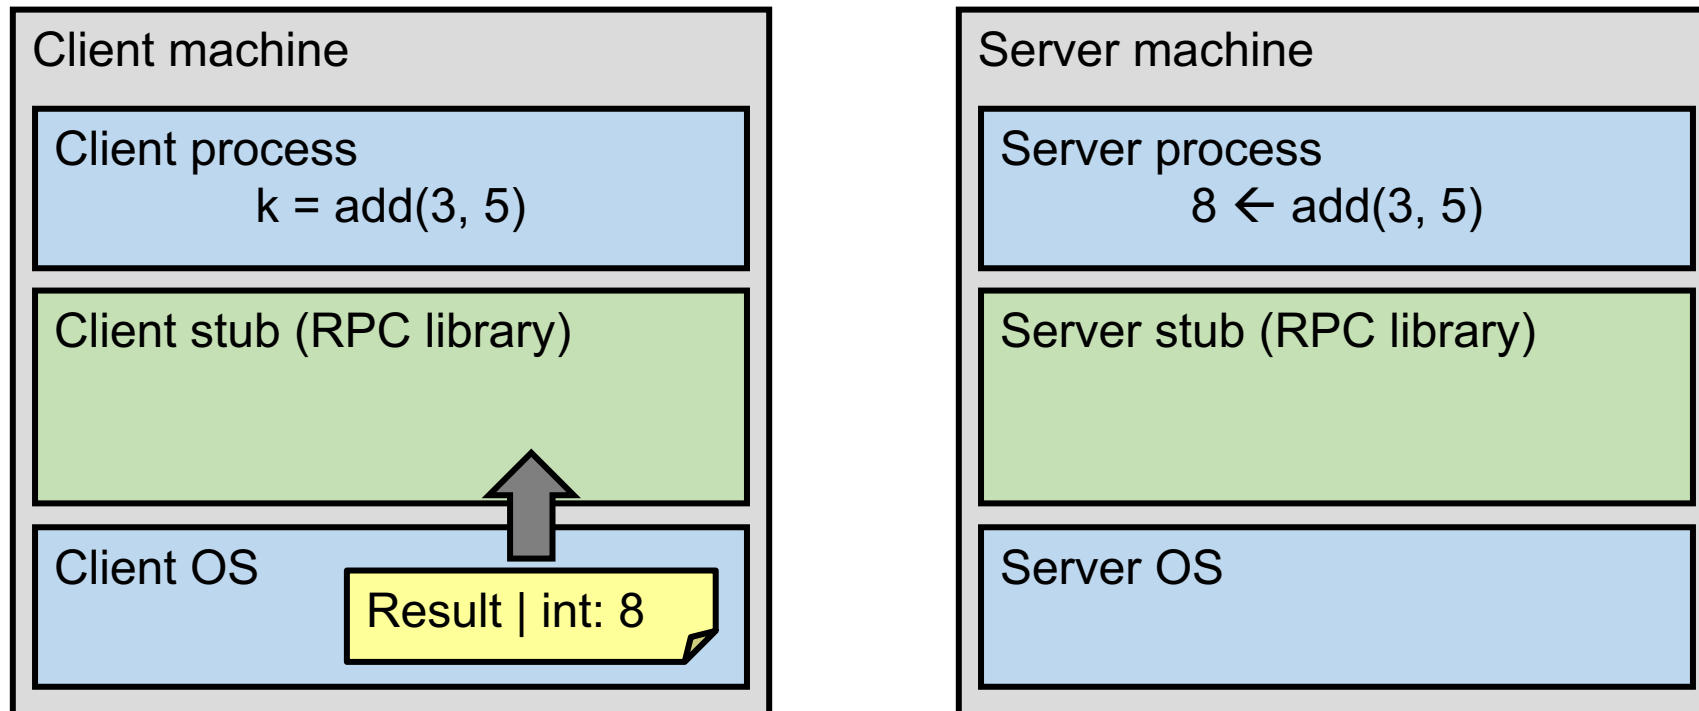 Client machine
Client process
k = add(3, 5)
Client stub (RPC library)
Client OS
Result | int: 8
Server machine
Server process
8 ← add(3, 5)
Server stub (RPC library)
Server OS